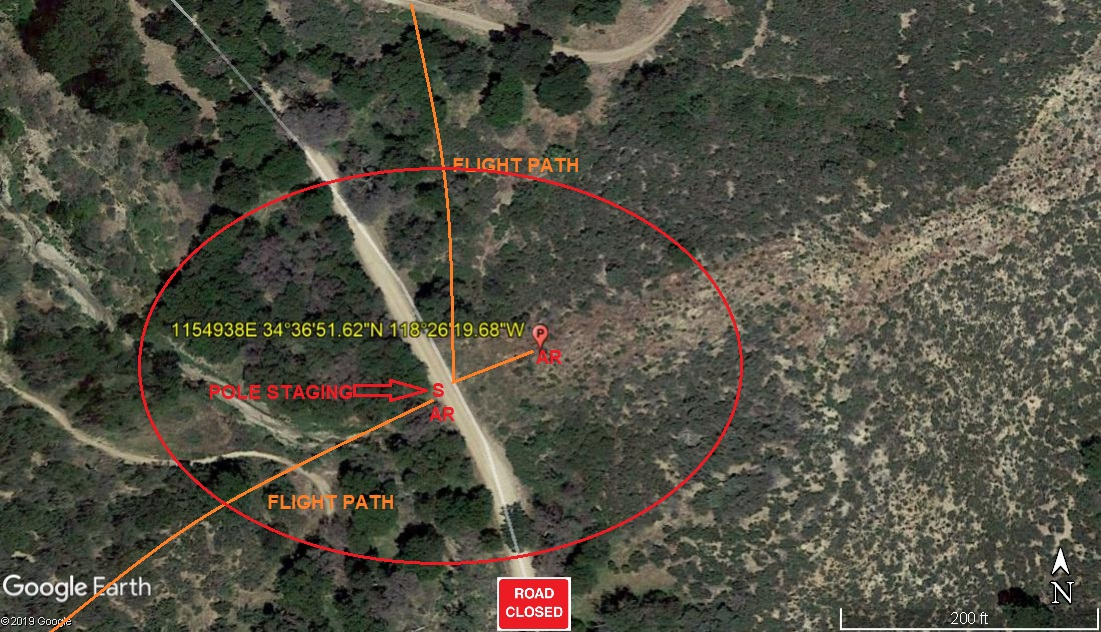 FLIGHT PATH
1154938E 34°36'51.62"N 118°26'19.68"W
P
AR
POLE STAGING
S
AR
FLIGHT PATH
ROAD
CLOSED
N
200 ft
Google Earth
©2019 Google